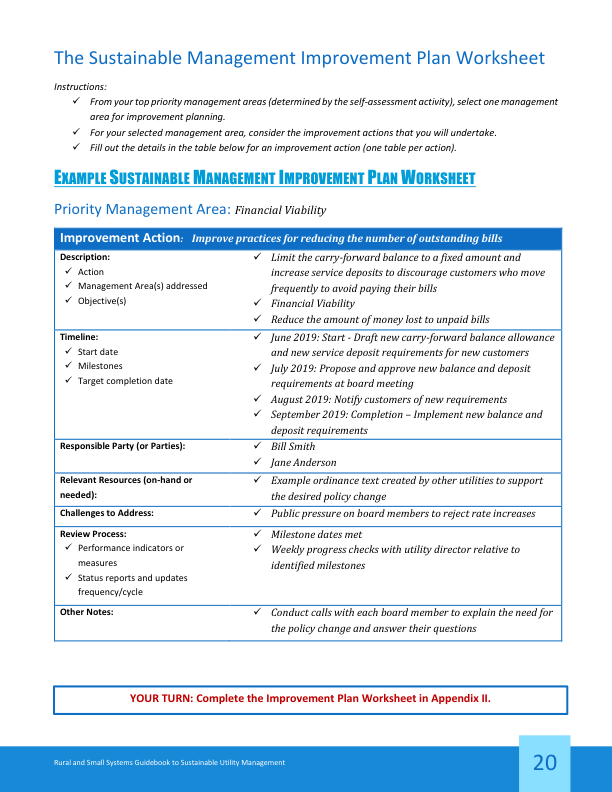 The Sustainable Management Improvement Plan Worksheet
Instructions:
✓ From your top priority management areas (determined by the self-assessment activity), select one management
area for improvement planning.
✓ For your selected management area, consider the improvement actions that you will undertake.
✓ Fill out the details in the table below for an improvement action (one table per action).
EXAMPLE SUSTAINABLE MANAGEMENT IMPROVEMENT PLAN WORKSHEET
Priority Management Area: Financial Viability
Improvement Action: Improve practices for reducing the number of outstanding bills
Description:
✓ Action
✓ Management Area(s) addressed
✓ Objective(s)
✓ Limit the carry-forward balance to a fixed amount and
increase service deposits to discourage customers who move
frequently to avoid paying their bills
✓ Financial Viability
✓ Reduce the amount of money lost to unpaid bills
Timeline:
✓ Start date
✓ Milestones
✓ Target completion date
✓ June 2019: Start - Draft new carry-forward balance allowance
and new service deposit requirements for new customers
✓ July 2019: Propose and approve new balance and deposit
requirements at board meeting
✓ August 2019: Notify customers of new requirements
✓ September 2019: Completion – Implement new balance and
deposit requirements
Responsible Party (or Parties):
✓ Bill Smith
✓ Jane Anderson
Relevant Resources (on-hand or
needed):
✓ Example ordinance text created by other utilities to support
the desired policy change
Challenges to Address:
✓ Public pressure on board members to reject rate increases
Review Process:
✓ Performance indicators or
measures
✓ Status reports and updates
frequency/cycle
✓ Milestone dates met
✓ Weekly progress checks with utility director relative to
identified milestones
Other Notes:
✓ Conduct calls with each board member to explain the need for
the policy change and answer their questions
YOUR TURN: Complete the Improvement Plan Worksheet in Appendix II.
Rural and Small Systems Guidebook to Sustainable Utility Management
20